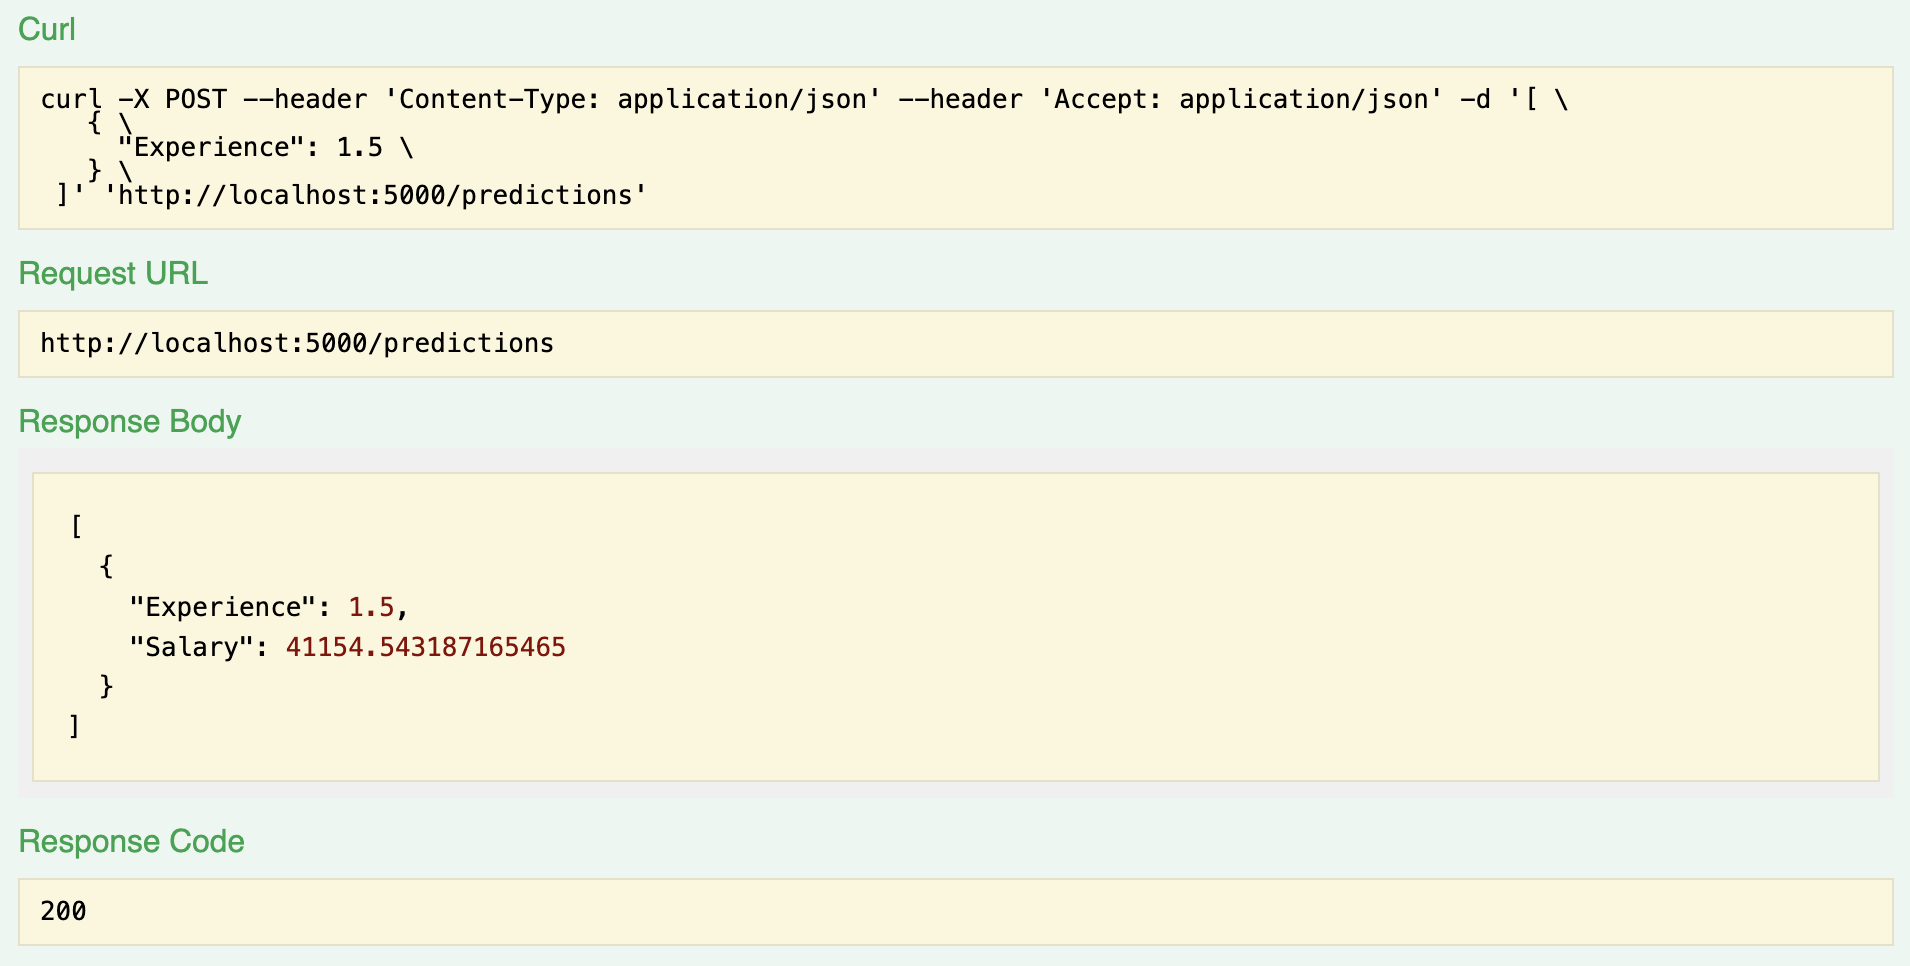 Curl
curl -X POST --header 'Content-Type: application/json' --header 'Accept: application/json' -d '[ \
   { \
     "Experience": 1.5 \
   } \
 ]' 'http://localhost:5000/predictions'
Request URL
http://localhost:5000/predictions
Response Body
[
  {
    "Experience": 1.5,
    "Salary": 41154.543187165465
  }
]
Response Code
200